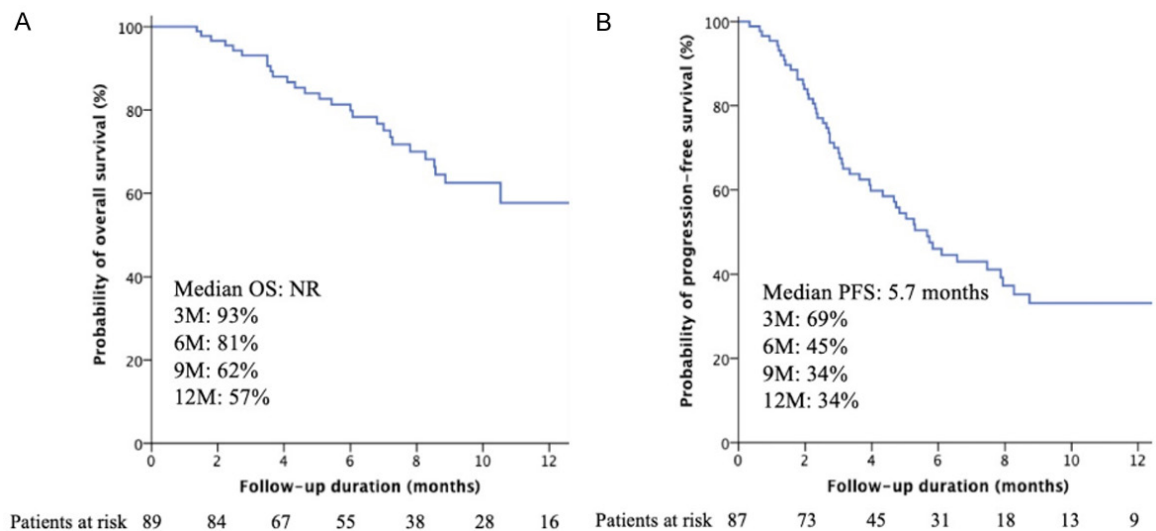 A
Probability of overall survival (%)
100
80
60
40
20
0
Median OS: NR
3M: 93%
6M: 81%
9M: 62%
12M: 57%
0 2 4 6 8 10 12
Follow-up duration (months)
Patients at risk 89 84 67 55 38 28 16
B
Probability of progression-free survival (%)
100
80
60
40
20
0
Median PFS: 5.7 months
3M: 69%
6M: 45%
9M: 34%
12M: 34%
0 2 4 6 8 10 12
Follow-up duration (months)
Patients at risk 87 73 45 31 18 13 9